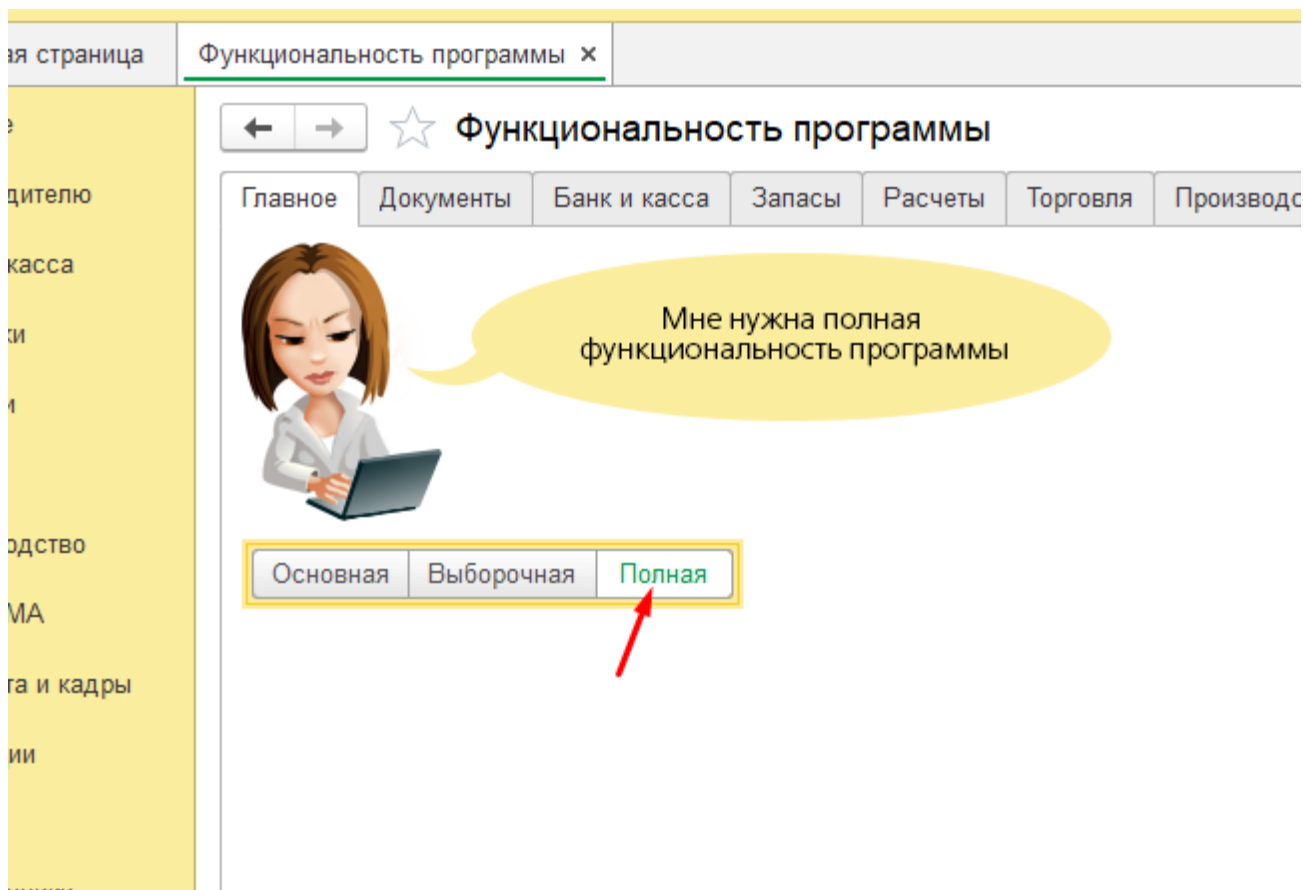 ая страница
Функциональность программы ×
Функциональность программы
дителю
Главное Документы Банк и касса Запасы Расчеты Торговля Производс
касса
Мне нужна полная
функциональность программы
ки
и
одство
Основная Выборочная Полная
МА
та и кадры
ии